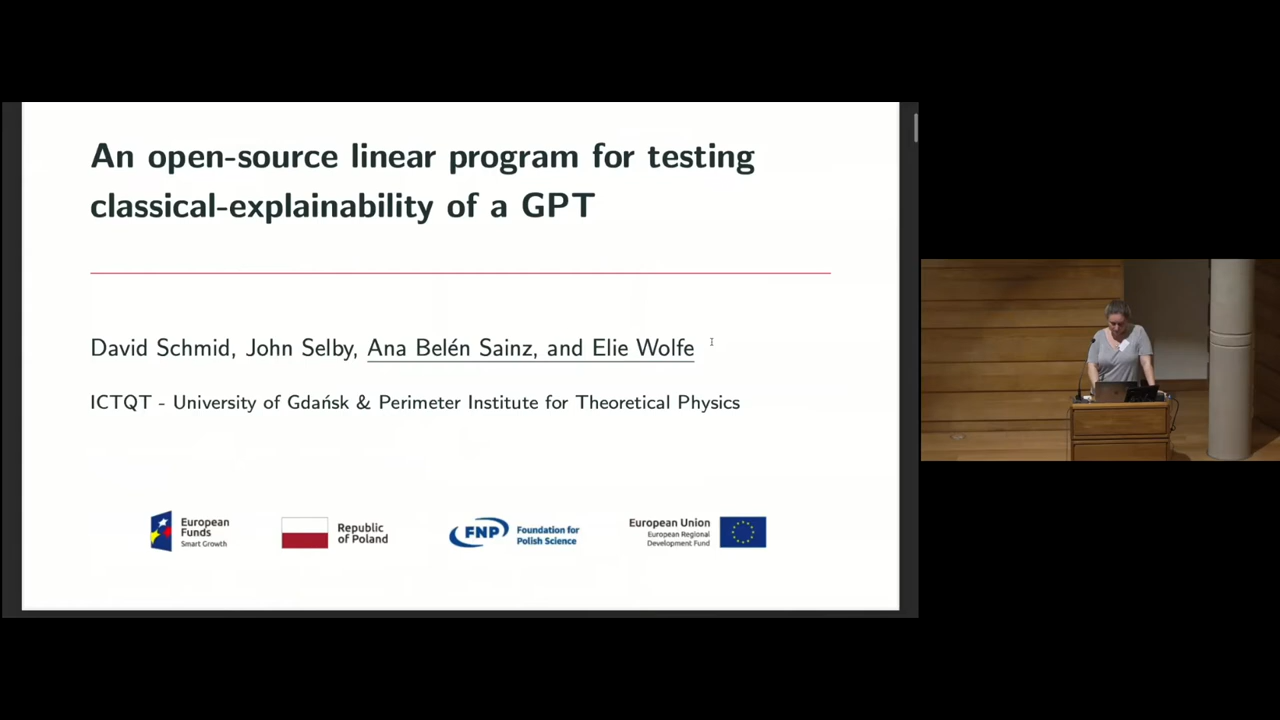 An open-source linear program for testing
classical-explainability of a GPT
David Schmid, John Selby, Ana Belén Sainz, and Elie Wolfe
ICTQT - University of Gdańsk & Perimeter Institute for Theoretical Physics
European
Funds
Smart Growth
Republic
of Poland
FNP
Foundation for
Polish Science
European Union
European Regional
Development Fund